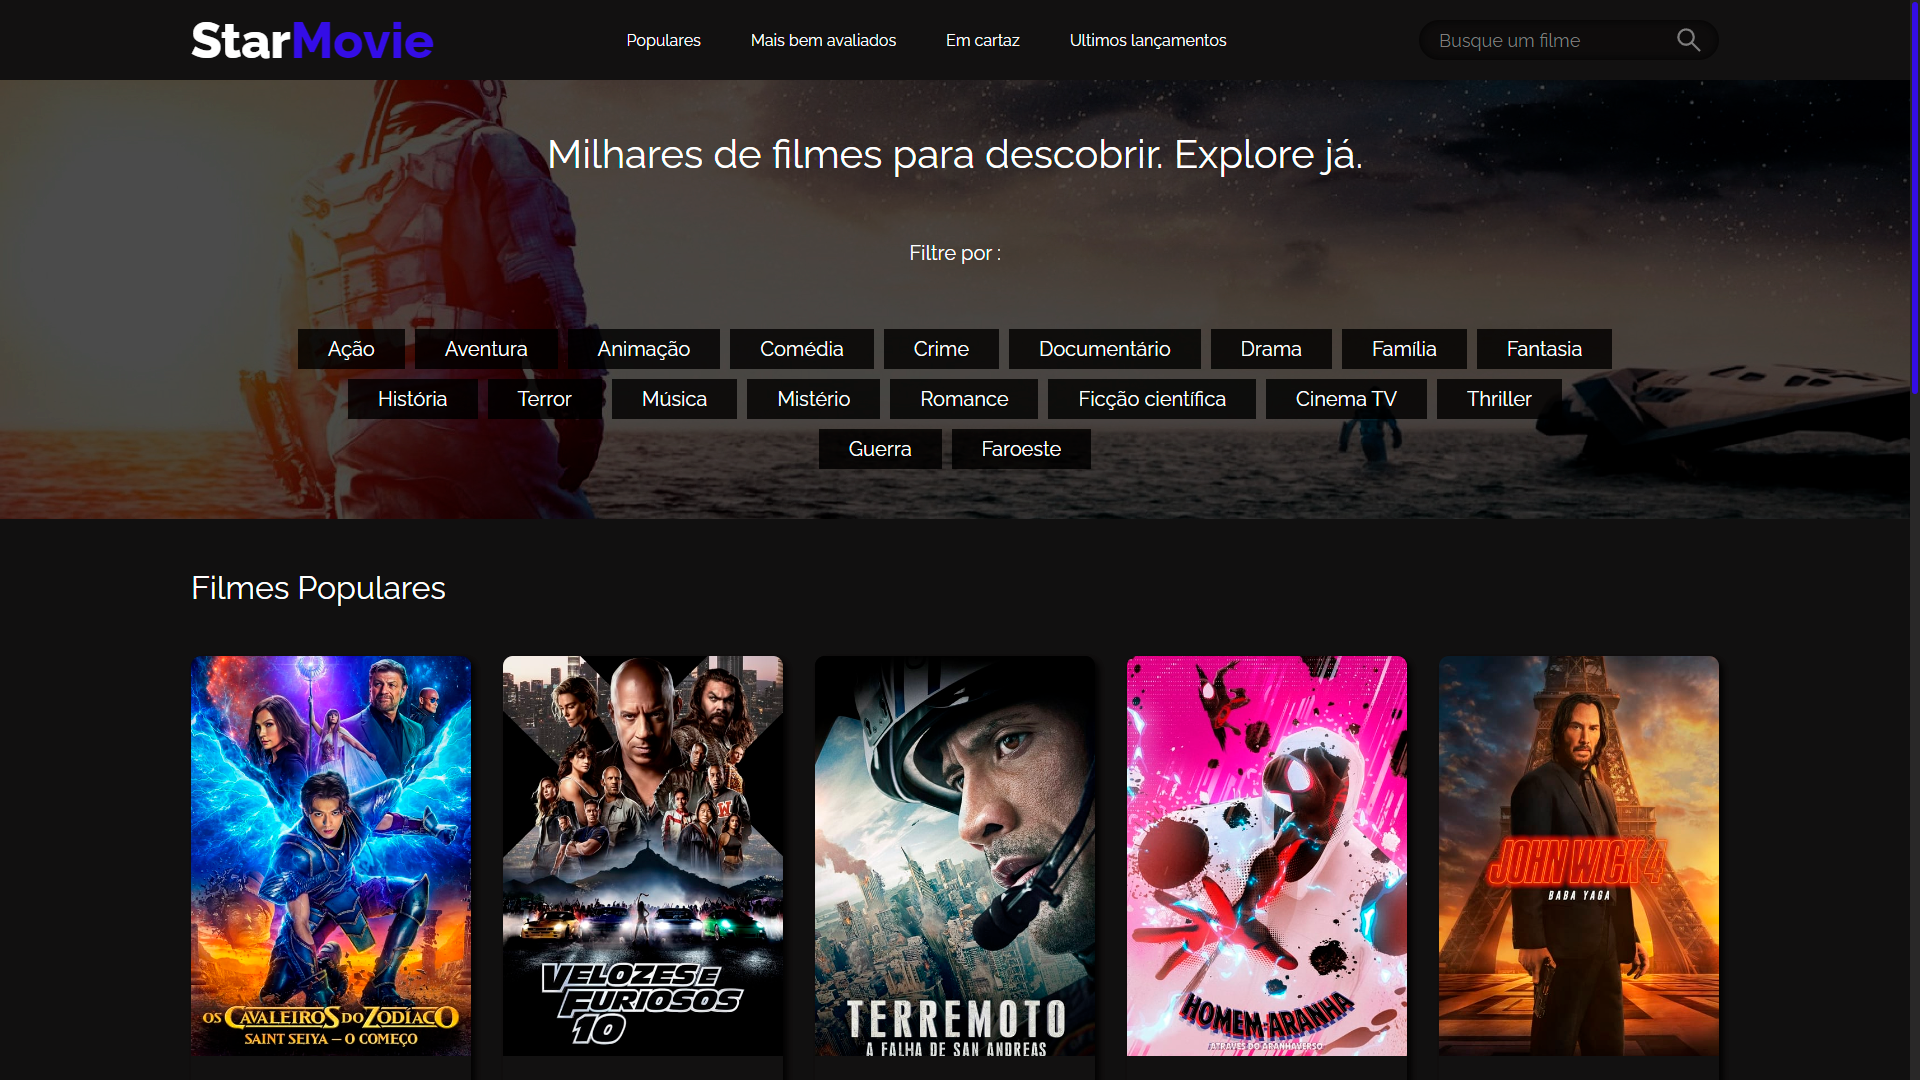 StarMovie
Populares
Mais bem avaliados
Em cartaz
Ultimos lançamentos
Busque um filme
Milhares de filmes para descobrir. Explore já.
Filtre por :
Ação Aventura Animação Comédia Crime Documentário Drama Família Fantasia
História Terror Música Mistério Romance Ficção científica Cinema TV Thriller
Guerra Faroeste
Filmes Populares
OS CAVALEIROS DO ZODÍACO
SAINT SEIYA – O COMEÇO
W
VELOZES E
FURIOSOS
10
TERREMOTO
A FALHA DE SAN ANDREAS
HOMEM-ARANHA
ATRAVÉS DO ARANHAVERSO
JOHN WICK 4
BABA YAGA